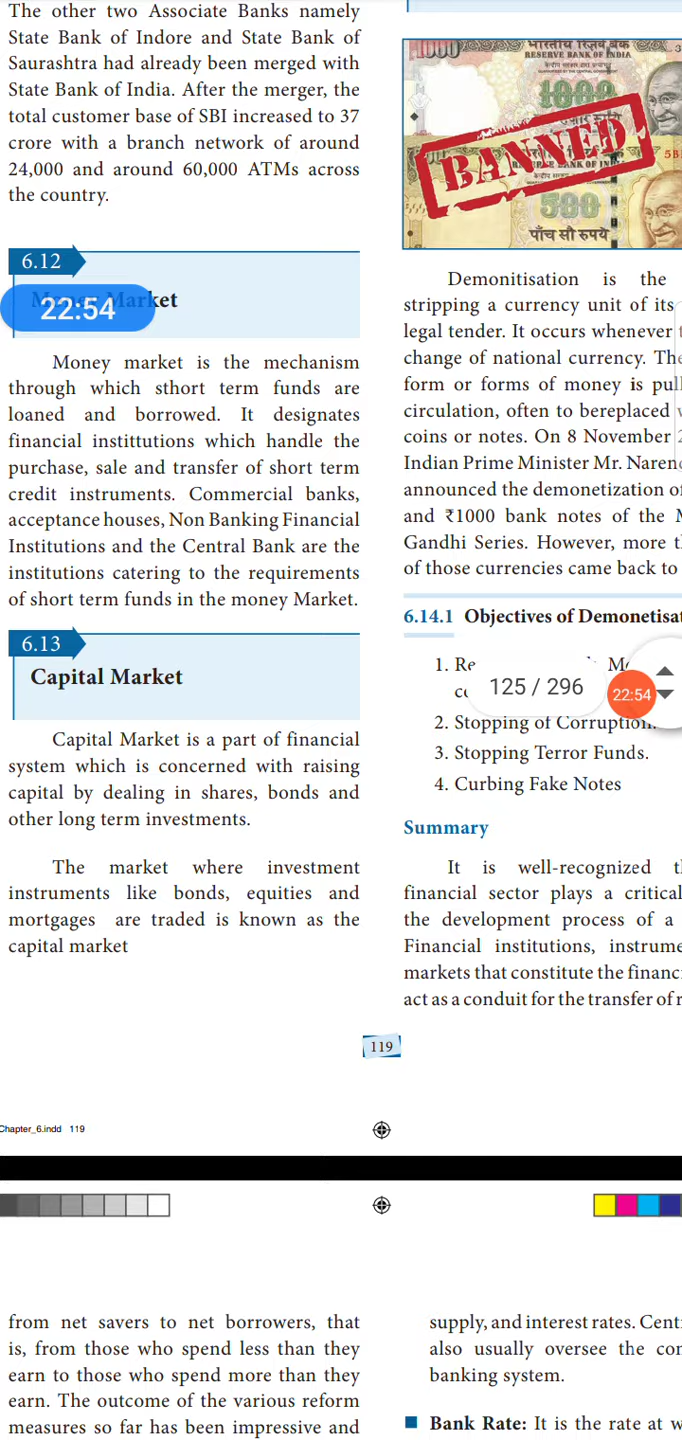 The other two Associate Banks namely
State Bank of Indore and State Bank of
Saurashtra had already been merged with
State Bank of India. After the merger, the
total customer base of SBI increased to 37
crore with a branch network of around
24,000 and around 60,000 ATMs across
the country.
6.12
Market
22:54
Money market is the mechanism
through which sthort term funds are
loaned and borrowed. It designates
financial instittutions which handle the
purchase, sale and transfer of short term
credit instruments. Commercial banks,
acceptance houses, Non Banking Financial
Institutions and the Central Bank are the
institutions catering to the requirements
of short term funds in the money Market.
6.13
Capital Market
Capital Market is a part of financial
system which is concerned with raising
capital by dealing in shares, bonds and
other long term investments.
The market where investment
instruments like bonds, equities and
mortgages are traded is known as the
capital market
1000 भारतीय रिज़र्व बैंक
RESERVE BANK OF INDIA
1000
BANNED
RESERVE BANK OF INDIA
5B
500
पाँच सौ रुपये
Demonitisation is the
stripping a currency unit of its
legal tender. It occurs whenever
change of national currency. The
form or forms of money is pul
circulation, often to bereplaced
coins or notes. On 8 November
Indian Prime Minister Mr. Naren
announced the demonetization o
and ₹1000 bank notes of the
Gandhi Series. However, more t
of those currencies came back to
6.14.1 Objectives of Demonetisat
1. Re
125 / 296
22:54
2. Stopping of Corruption.
3. Stopping Terror Funds.
4. Curbing Fake Notes
Summary
It is well-recognized t
financial sector plays a critical
the development process of a
Financial institutions, instrume
markets that constitute the financ
act as a conduit for the transfer of r
119
Chapter_6.indd 119
from net savers to net borrowers, that
is, from those who spend less than they
earn to those who spend more than they
earn. The outcome of the various reform
measures so far has been impressive and
supply, and interest rates. Cent
also usually oversee the co
banking system.
■ Bank Rate: It is the rate at w